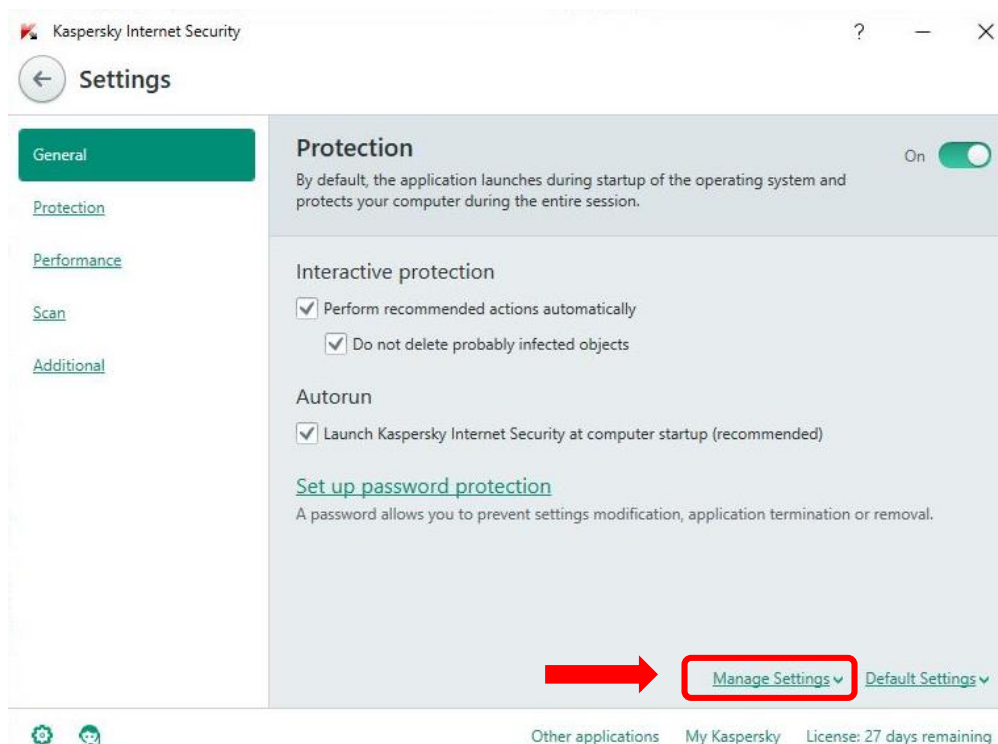 Kaspersky Internet Security
?
Settings
General
Protection
Performance
Scan
Additional
Protection
On
By default, the application launches during startup of the operating system and
protects your computer during the entire session.
Interactive protection
Perform recommended actions automatically
Do not delete probably infected objects
Autorun
Launch Kaspersky Internet Security at computer startup (recommended)
Set up password protection
A password allows you to prevent settings modification, application termination or removal.
Manage Settings Default Settings
Other applications My Kaspersky License: 27 days remaining